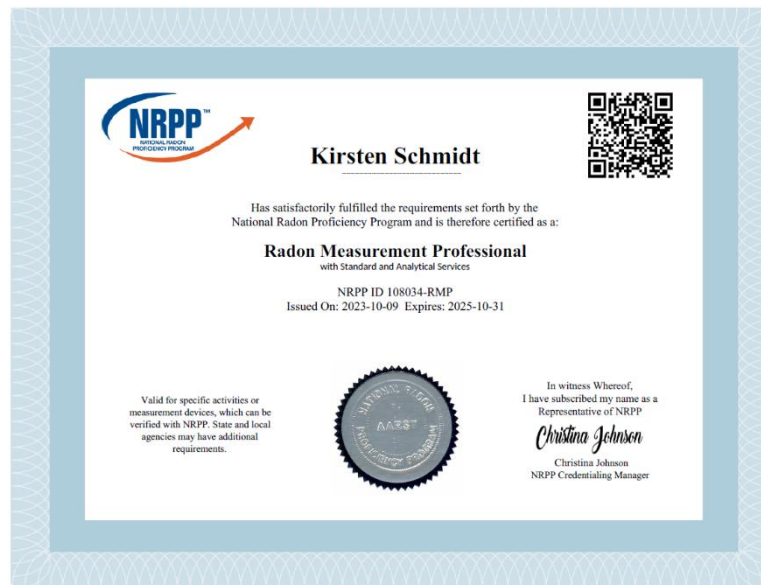 NRPP™
NATIONAL RADON
PROFICIENCY PROGRAM
Kirsten Schmidt
Has satisfactorily fulfilled the requirements set forth by the
National Radon Proficiency Program and is therefore certified as a:
Radon Measurement Professional
with Standard and Analytical Services
NRPP ID 108034-RMP
Issued On: 2023-10-09 Expires: 2025-10-31
Valid for specific activities or
measurement devices, which can be
verified with NRPP. State and local
agencies may have additional
requirements.
NATIONAL RADON
AARST
PROFICIENCY PROGRAM
In witness Whereof,
I have subscribed my name as a
Representative of NRPP
Christina Johnson
Christina Johnson
NRPP Credentialing Manager